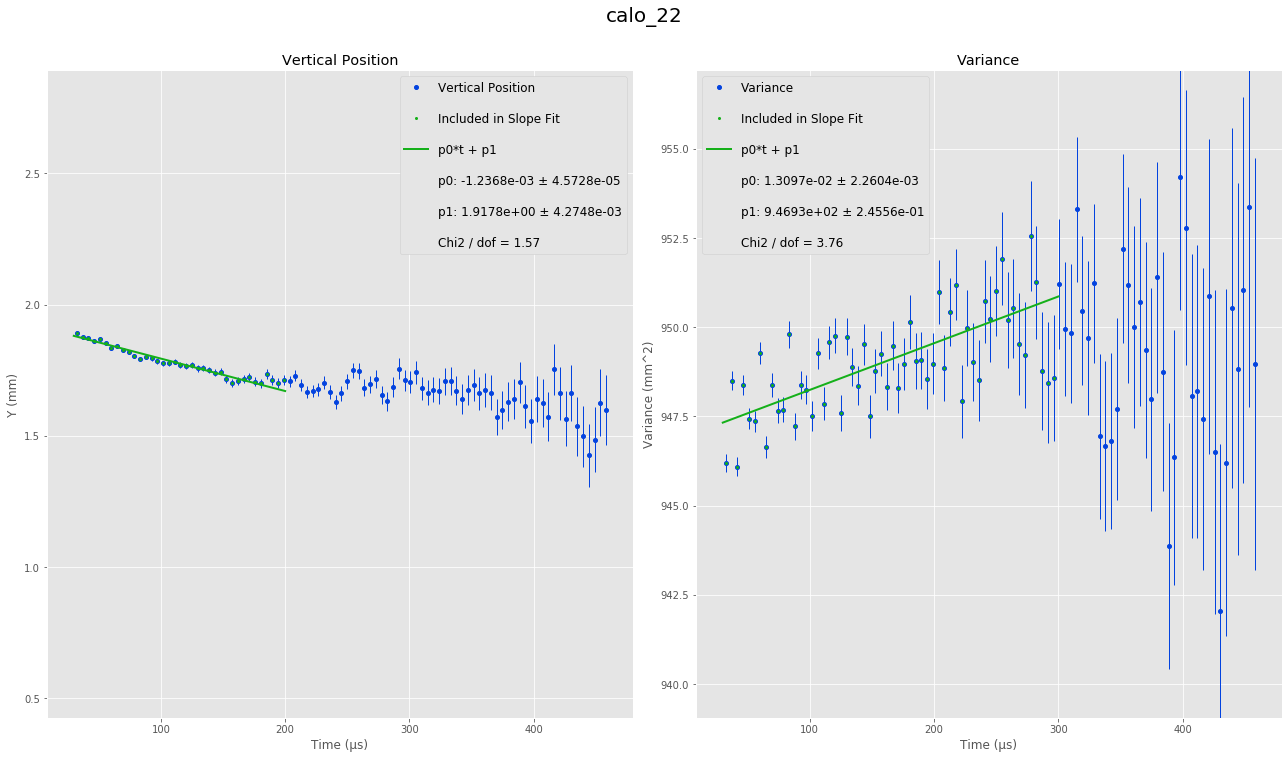 calo_22
Vertical Position
Vertical Position
Included in Slope Fit
p0*t + p1
p0: -1.2368e-03 ± 4.5728e-05
p1: 1.9178e+00 ± 4.2748e-03
Chi2 / dof = 1.57
2.5
2.0
1.5
1.0
0.5
Y (mm)
100
200
300
400
Time (μs)
Variance
Variance
Included in Slope Fit
p0*t + p1
p0: 1.3097e-02 ± 2.2604e-03
p1: 9.4693e+02 ± 2.4556e-01
Chi2 / dof = 3.76
955.0
952.5
950.0
947.5
945.0
942.5
940.0
Variance (mm^2)
100
200
300
400
Time (μs)